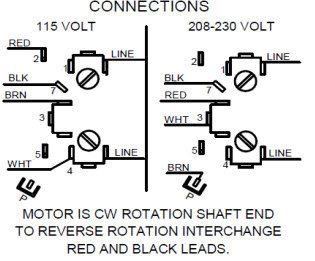 CONNECTIONS
115 VOLT
208-230 VOLT
RED
2
1
LINE
BLK
7
BRN
3
5
WHT
4
LINE
P
2
1
LINE
BLK
7
RED
3
WHT
5
4
LINE
BRN
P
MOTOR IS CW ROTATION SHAFT END
TO REVERSE ROTATION INTERCHANGE
RED AND BLACK LEADS.